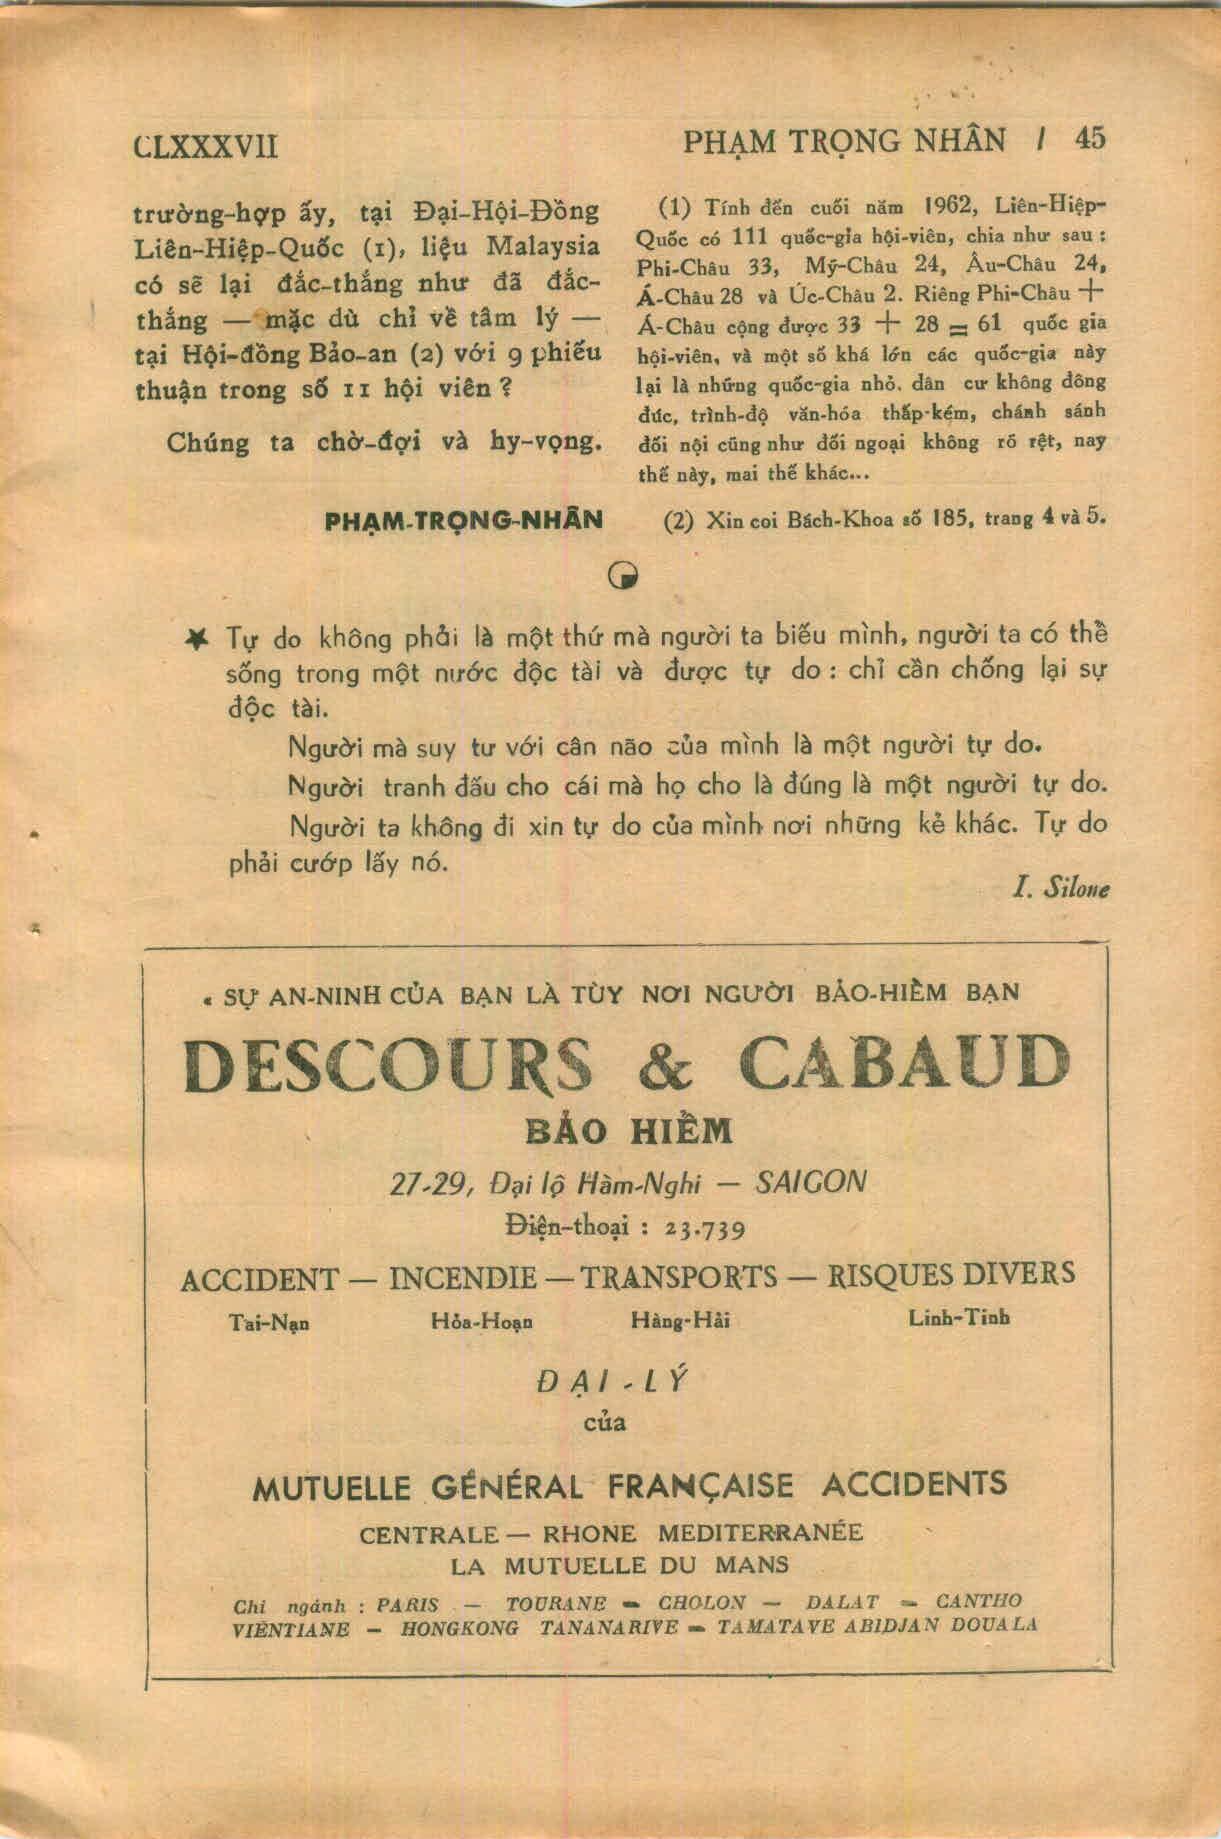 CLXXXVII
PHẠM TRỌNG NHÂN / 45
trường-hợp ấy, tại Đại-Hội-Đồng
Liên-Hiệp-Quốc (1), liệu Malaysia
có sẽ lại đắc-thắng như đã đắc-
thắng — mặc dù chỉ về tâm lý —
tại Hội-đồng Bảo-an (2) với 9 phiếu
thuận trong số 11 hội viên ?
Chúng ta chờ-đợi và hy-vọng.
PHẠM-TRỌNG-NHÂN
(1) Tính đến cuối năm 1962, Liên-Hiệp-
Quốc có 111 quốc-gia hội-viên, chia như sau :
Phi-Châu 33, Mỹ-Châu 24, Âu-Châu 24,
Á-Châu 28 và Úc-Châu 2. Riêng Phi-Châu +
Á-Châu cộng được 33 + 28 = 61 quốc gia
hội-viên, và một số khá lớn các quốc-gia này
lại là những quốc-gia nhỏ. dân cư không đông
đúc, trình-độ văn-hóa thấp-kém, chánh sánh
đối nội cũng như đối ngoại không rõ rệt, nay
thế này, mai thế khác...
(2) Xin coi Bách-Khoa số 185, trang 4 và 5.
★ Tự do không phải là một thứ mà người ta biếu mình, người ta có thể
sống trong một nước độc tài và được tự do : chỉ cần chống lại sự
độc tài.
Người mà suy tư với cân não của mình là một người tự do.
Người tranh đấu cho cái mà họ cho là đúng là một người tự do.
Người ta không đi xin tự do của mình nơi những kẻ khác. Tự do
phải cướp lấy nó.
I. Silone
« SỰ AN-NINH CỦA BẠN LÀ TÙY NƠI NGƯỜI BẢO-HIỂM BẠN
DESCOURS & CABAUD
BẢO HIỂM
27-29, Đại lộ Hàm-Nghi — SAIGON
Điện-thoại : 23.739
ACCIDENT — INCENDIE — TRANSPORTS — RISQUES DIVERS
Tai-Nạn Hỏa-Hoạn Hàng-Hải Linh-Tinh
ĐẠI-LÝ
của
MUTUELLE GÉNÉRAL FRANÇAISE ACCIDENTS
CENTRALE — RHONE MEDITERRANÉE
LA MUTUELLE DU MANS
Chi ngánh : PARIS — TOURANE — CHOLON — DALAT — CANTHO
VIÊNTIANE — HONGKONG TANANARIVE — TAMATAVE ABIDJAN DOUALA